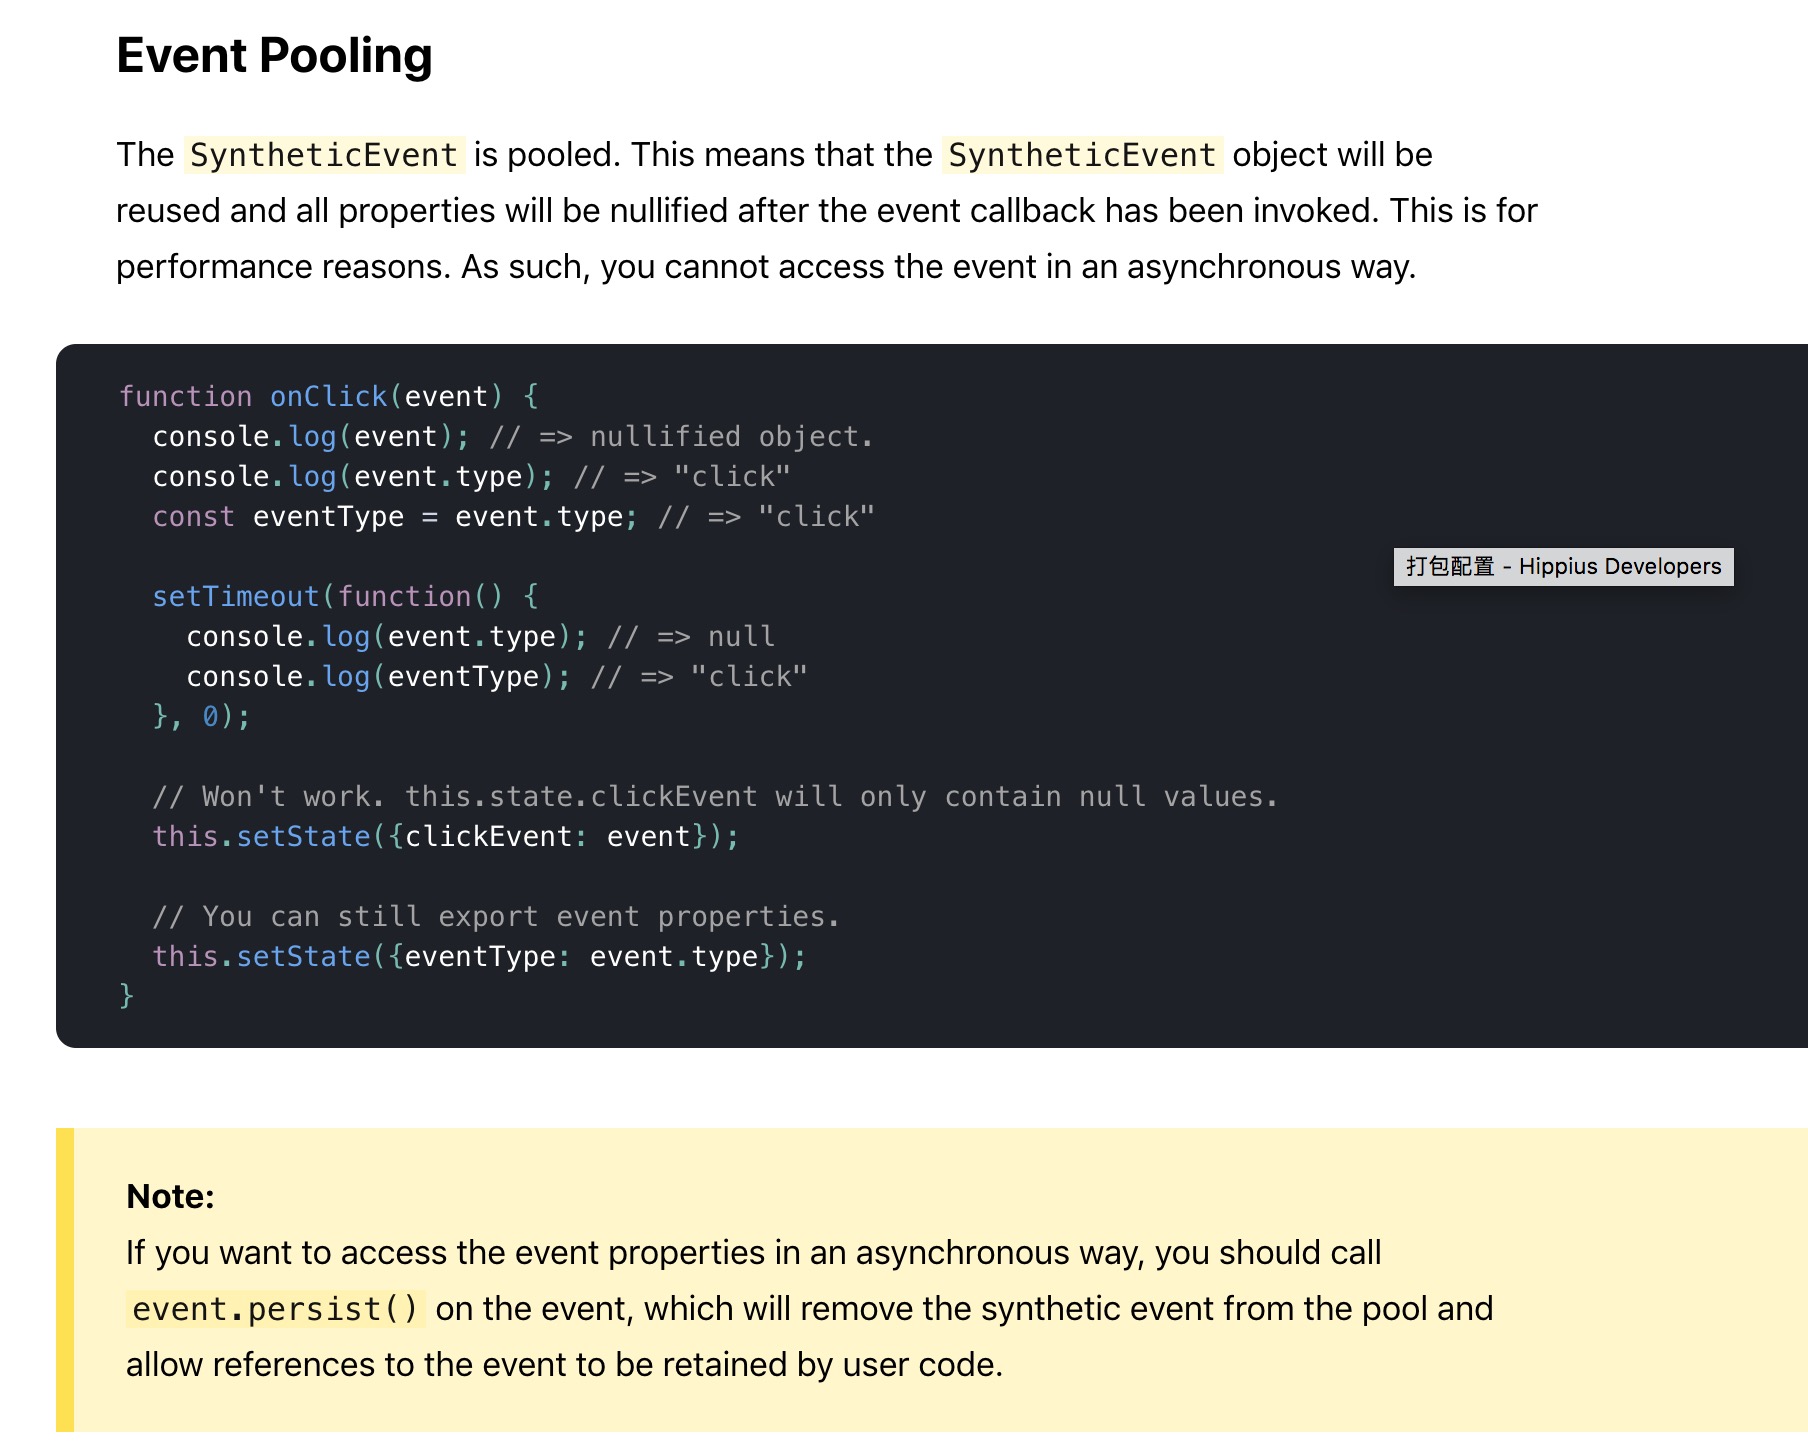 Event Pooling
The SyntheticEvent is pooled. This means that the SyntheticEvent object will be
reused and all properties will be nullified after the event callback has been invoked. This is for
performance reasons. As such, you cannot access the event in an asynchronous way.
function onClick(event) {
  console.log(event); // => nullified object.
  console.log(event.type); // => "click"
  const eventType = event.type; // => "click"
打包配置 - Hippius Developers
  setTimeout(function() {
    console.log(event.type); // => null
    console.log(eventType); // => "click"
  }, 0);
  // Won't work. this.state.clickEvent will only contain null values.
  this.setState({clickEvent: event});
  // You can still export event properties.
  this.setState({eventType: event.type});
}
Note:
If you want to access the event properties in an asynchronous way, you should call
event.persist() on the event, which will remove the synthetic event from the pool and
allow references to the event to be retained by user code.